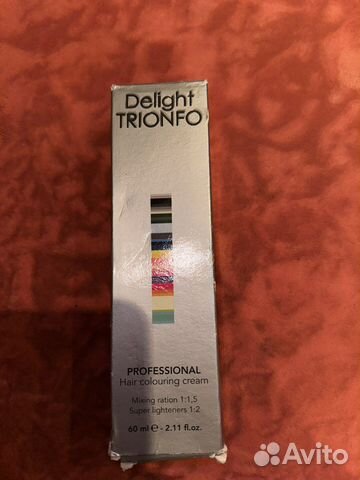 Delight
TRIONFO
PROFESSIONAL
Hair colouring cream
Mixing ration 1:1,5
Super lighteners 1:2
60 ml ℮ - 2.11 fl.oz.
Avito